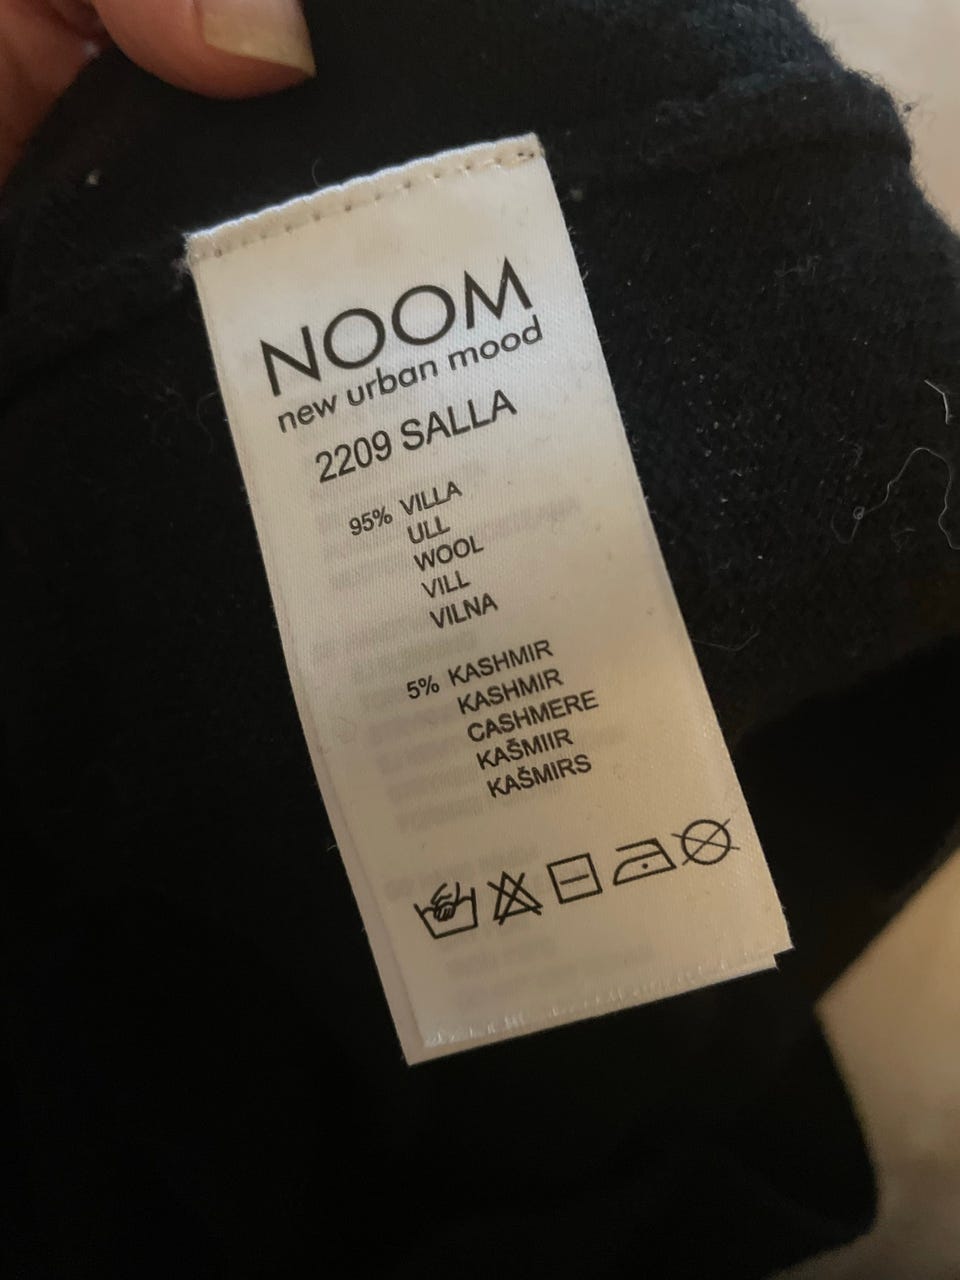 NOOM
new urban mood
2209 SALLA
95% VILLA
ULL
WOOL
VILL
VILNA
5% KASHMIR
KASHMIR
CASHMERE
KAŠMIIR
KAŠMIRS